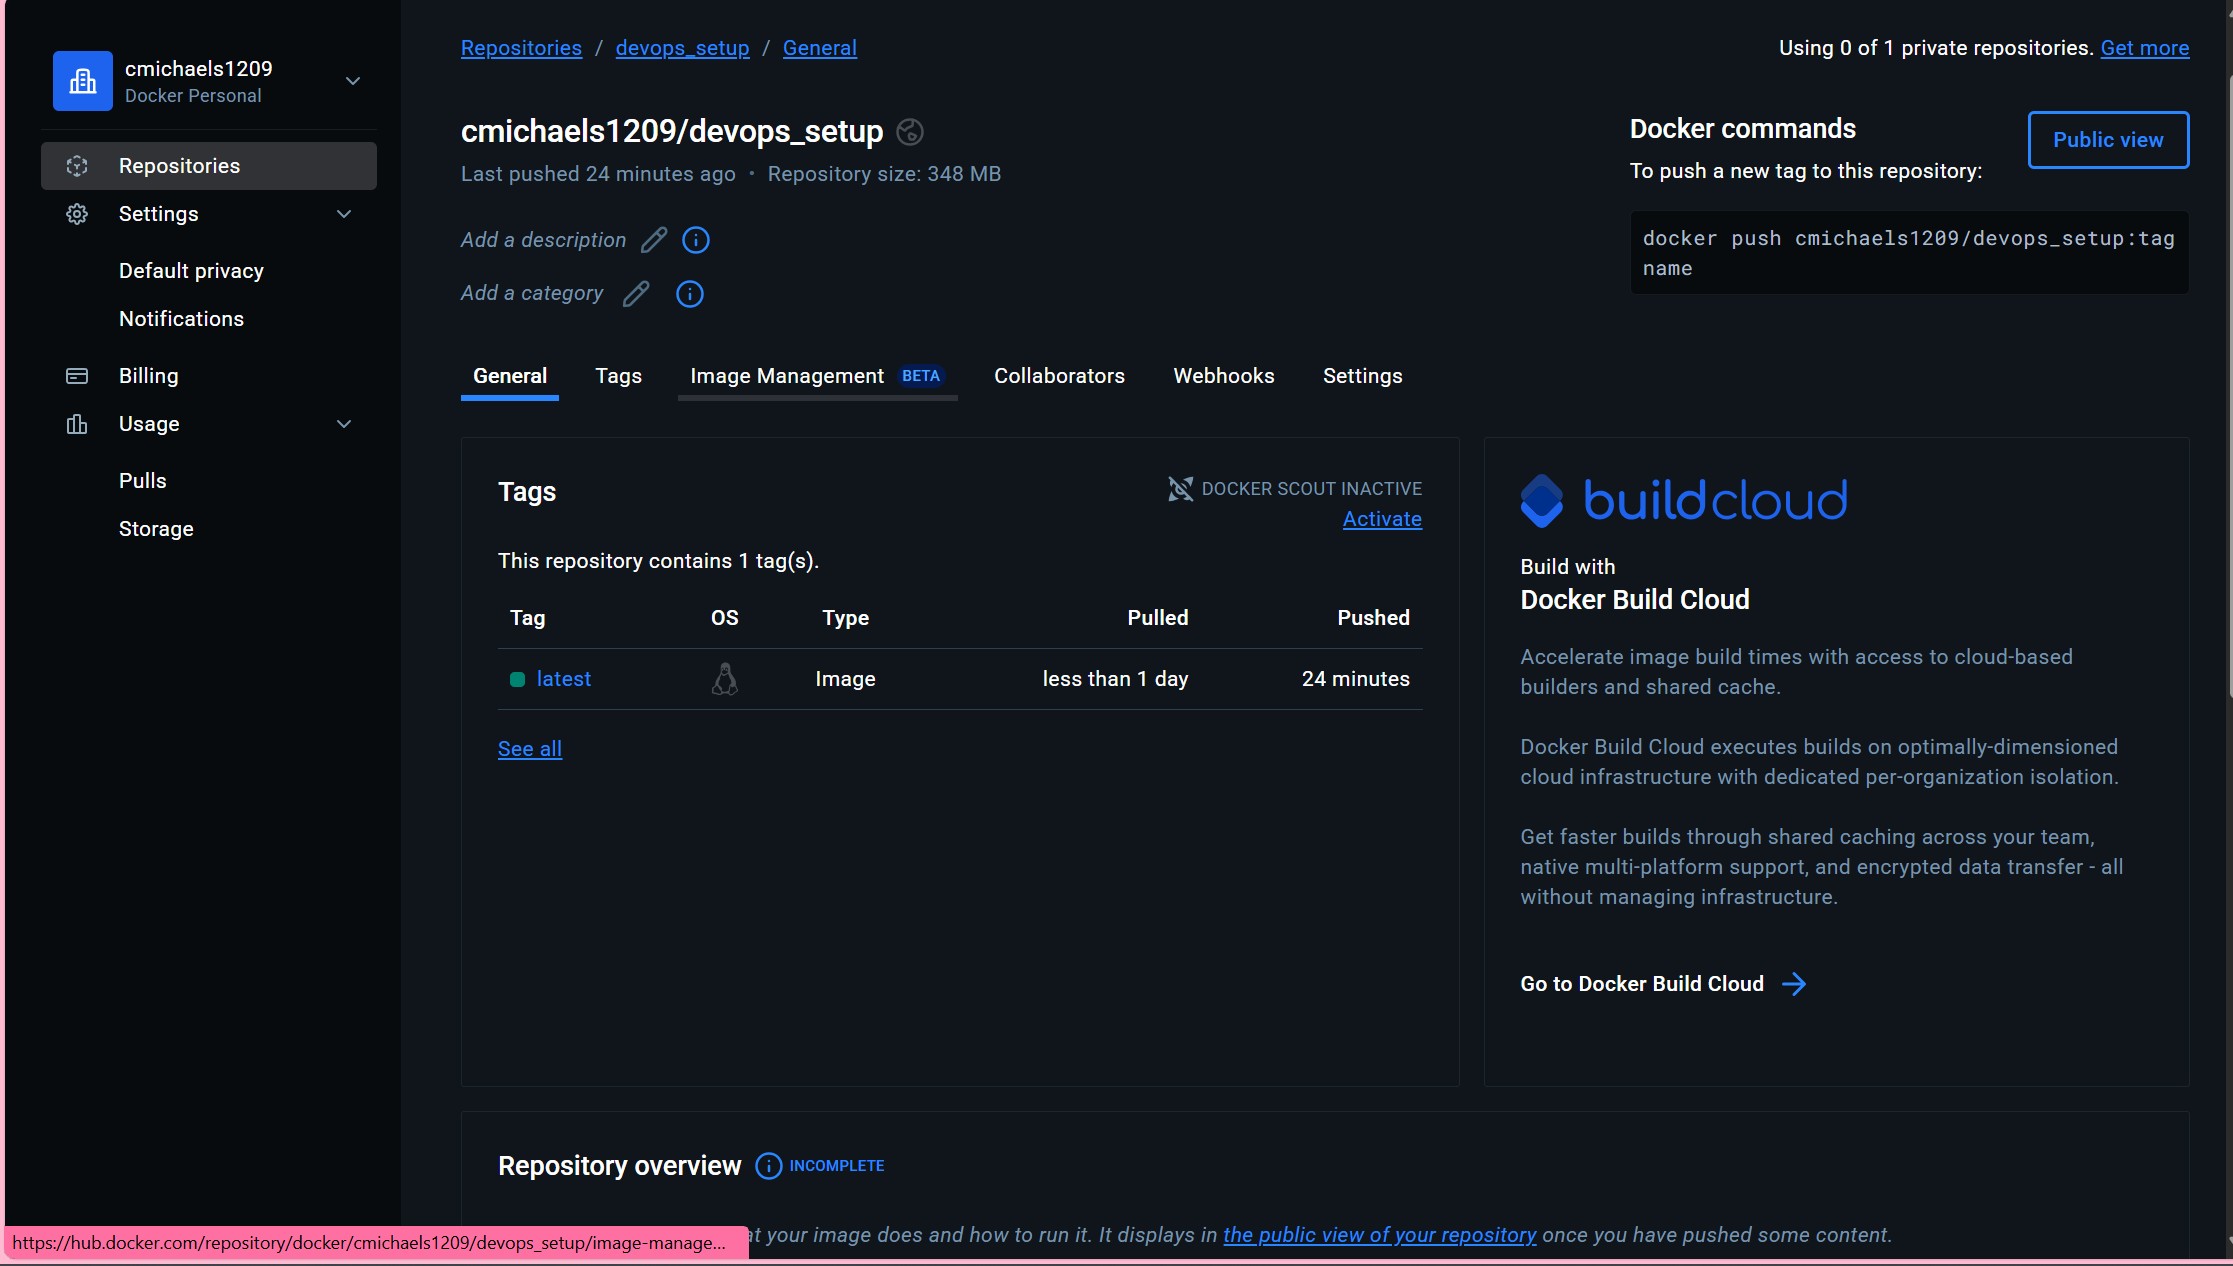 cmichaels1209
Docker Personal
Repositories
Settings
Default privacy
Notifications
Billing
Usage
Pulls
Storage
Repositories / devops_setup / General
Using 0 of 1 private repositories. Get more
cmichaels1209/devops_setup
Last pushed 24 minutes ago • Repository size: 348 MB
Add a description
Add a category
Docker commands
Public view
To push a new tag to this repository:
docker push cmichaels1209/devops_setup:tag
name
General Tags Image Management BETA Collaborators Webhooks Settings
Tags
DOCKER SCOUT INACTIVE
Activate
This repository contains 1 tag(s).
Tag OS Type Pulled Pushed
latest Image less than 1 day 24 minutes
See all
buildcloud
Build with
Docker Build Cloud
Accelerate image build times with access to cloud-based
builders and shared cache.
Docker Build Cloud executes builds on optimally-dimensioned
cloud infrastructure with dedicated per-organization isolation.
Get faster builds through shared caching across your team,
native multi-platform support, and encrypted data transfer - all
without managing infrastructure.
Go to Docker Build Cloud
Repository overview INCOMPLETE
your image does and how to run it. It displays in the public view of your repository once you have pushed some content.
https://hub.docker.com/repository/docker/cmichaels1209/devops_setup/image-manage...